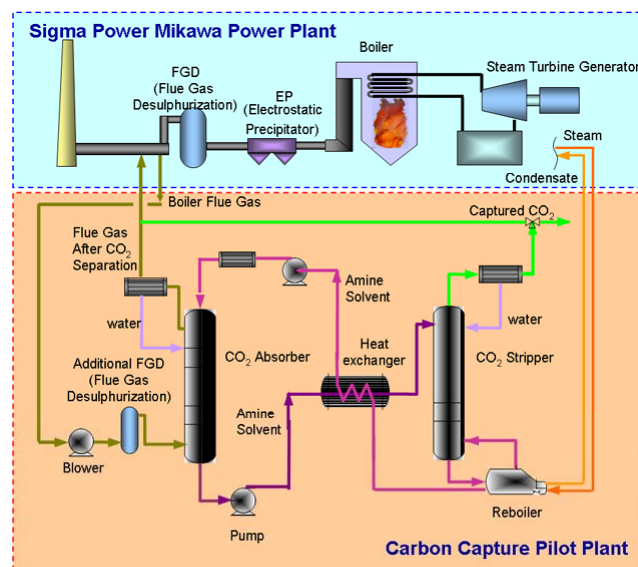 Sigma Power Mikawa Power Plant
Boiler
FGD
(Flue Gas
Desulphurization)
EP
(Electrostatic
Precipitator)
Steam Turbine Generator
Steam
Condensate
Boiler Flue Gas
Captured CO₂
Flue Gas
After CO₂
Separation
Amine
Solvent
water
water
CO₂ Absorber
Heat
exchanger
CO₂ Stripper
Additional FGD
(Flue Gas
Desulphurization)
Amine
Solvent
Blower
Pump
Reboiler
Carbon Capture Pilot Plant